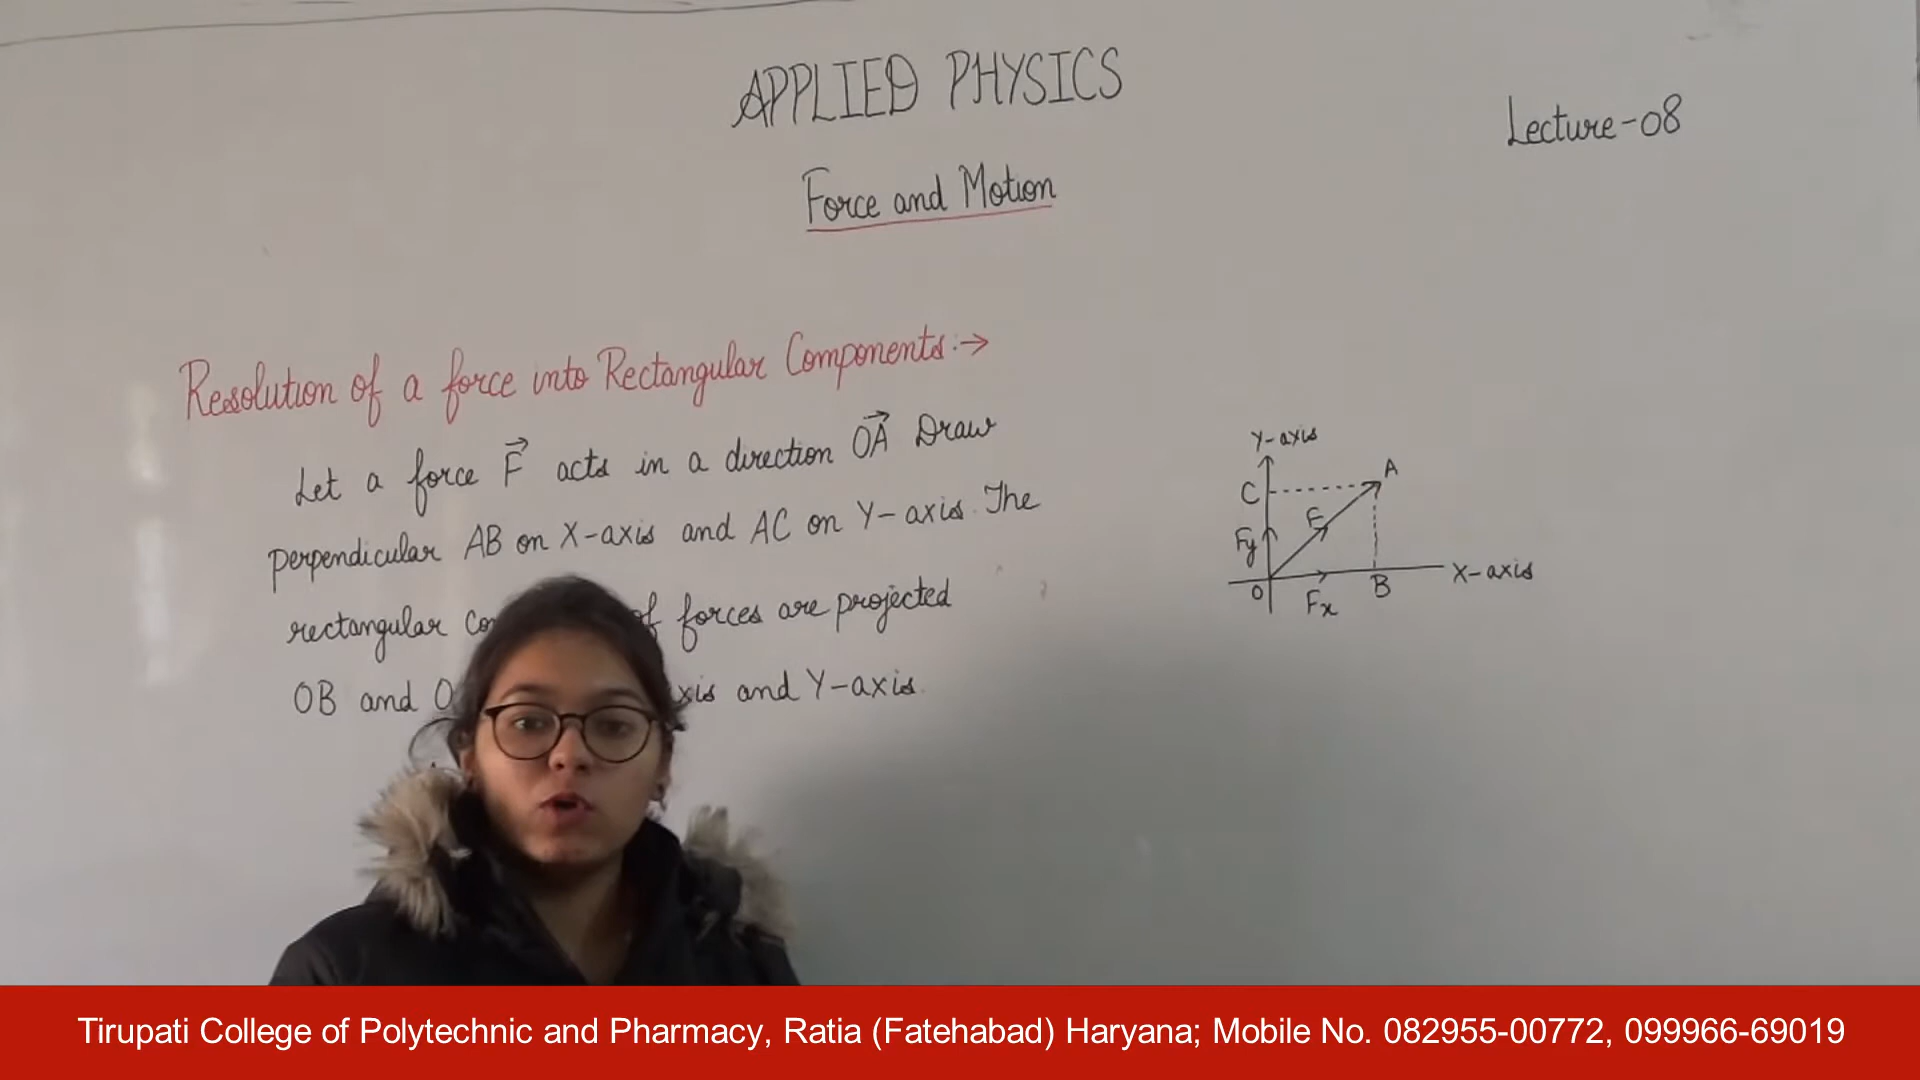 APPLIED PHYSICS
Lecture-08
Force and Motion
Resolution of a force into Rectangular Components:→
Let a force F⃗ acts in a direction OA⃗ Draw
perpendicular AB on X-axis and AC on Y-axis. The
rectangular of forces are projected
OB and and Y-axis.
Y-axis
C
A
F
Fy
O
Fx
B
X-axis
Tirupati College of Polytechnic and Pharmacy, Ratia (Fatehabad) Haryana; Mobile No. 082955-00772, 099966-69019